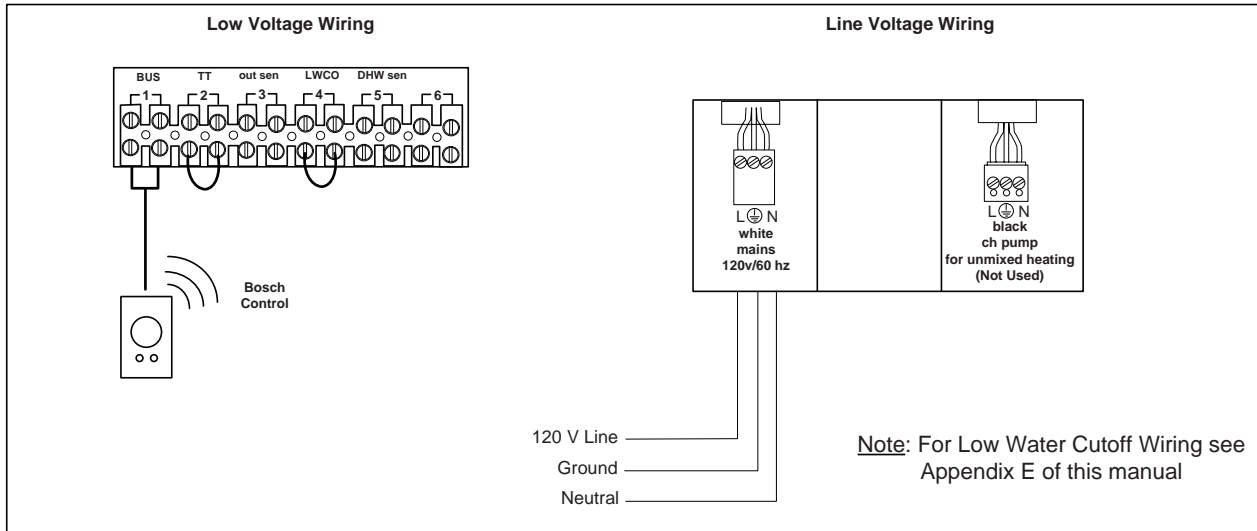 Low Voltage Wiring
BUS TT out sen LWCO DHW sen
1 2 3 4 5 6
Bosch
Control
Line Voltage Wiring
L N
white
mains
120v/60 hz
L N
black
ch pump
for unmixed heating
(Not Used)
120 V Line
Ground
Neutral
Note: For Low Water Cutoff Wiring see
Appendix E of this manual